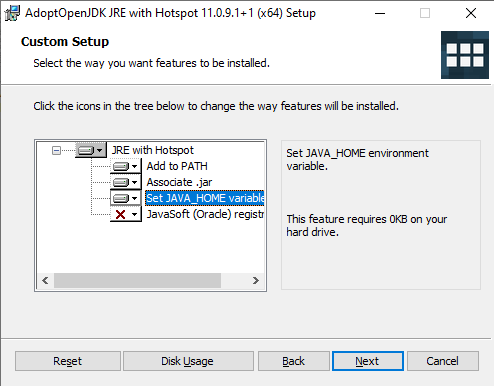 AdoptOpenJDK JRE with Hotspot 11.0.9.1+1 (x64) Setup
Custom Setup
Select the way you want features to be installed.
Click the icons in the tree below to change the way features will be installed.
JRE with Hotspot
Add to PATH
Associate .jar
Set JAVA_HOME variable
JavaSoft (Oracle) registr
Set JAVA_HOME environment
variable.
This feature requires 0KB on your
hard drive.
Reset Disk Usage Back Next Cancel